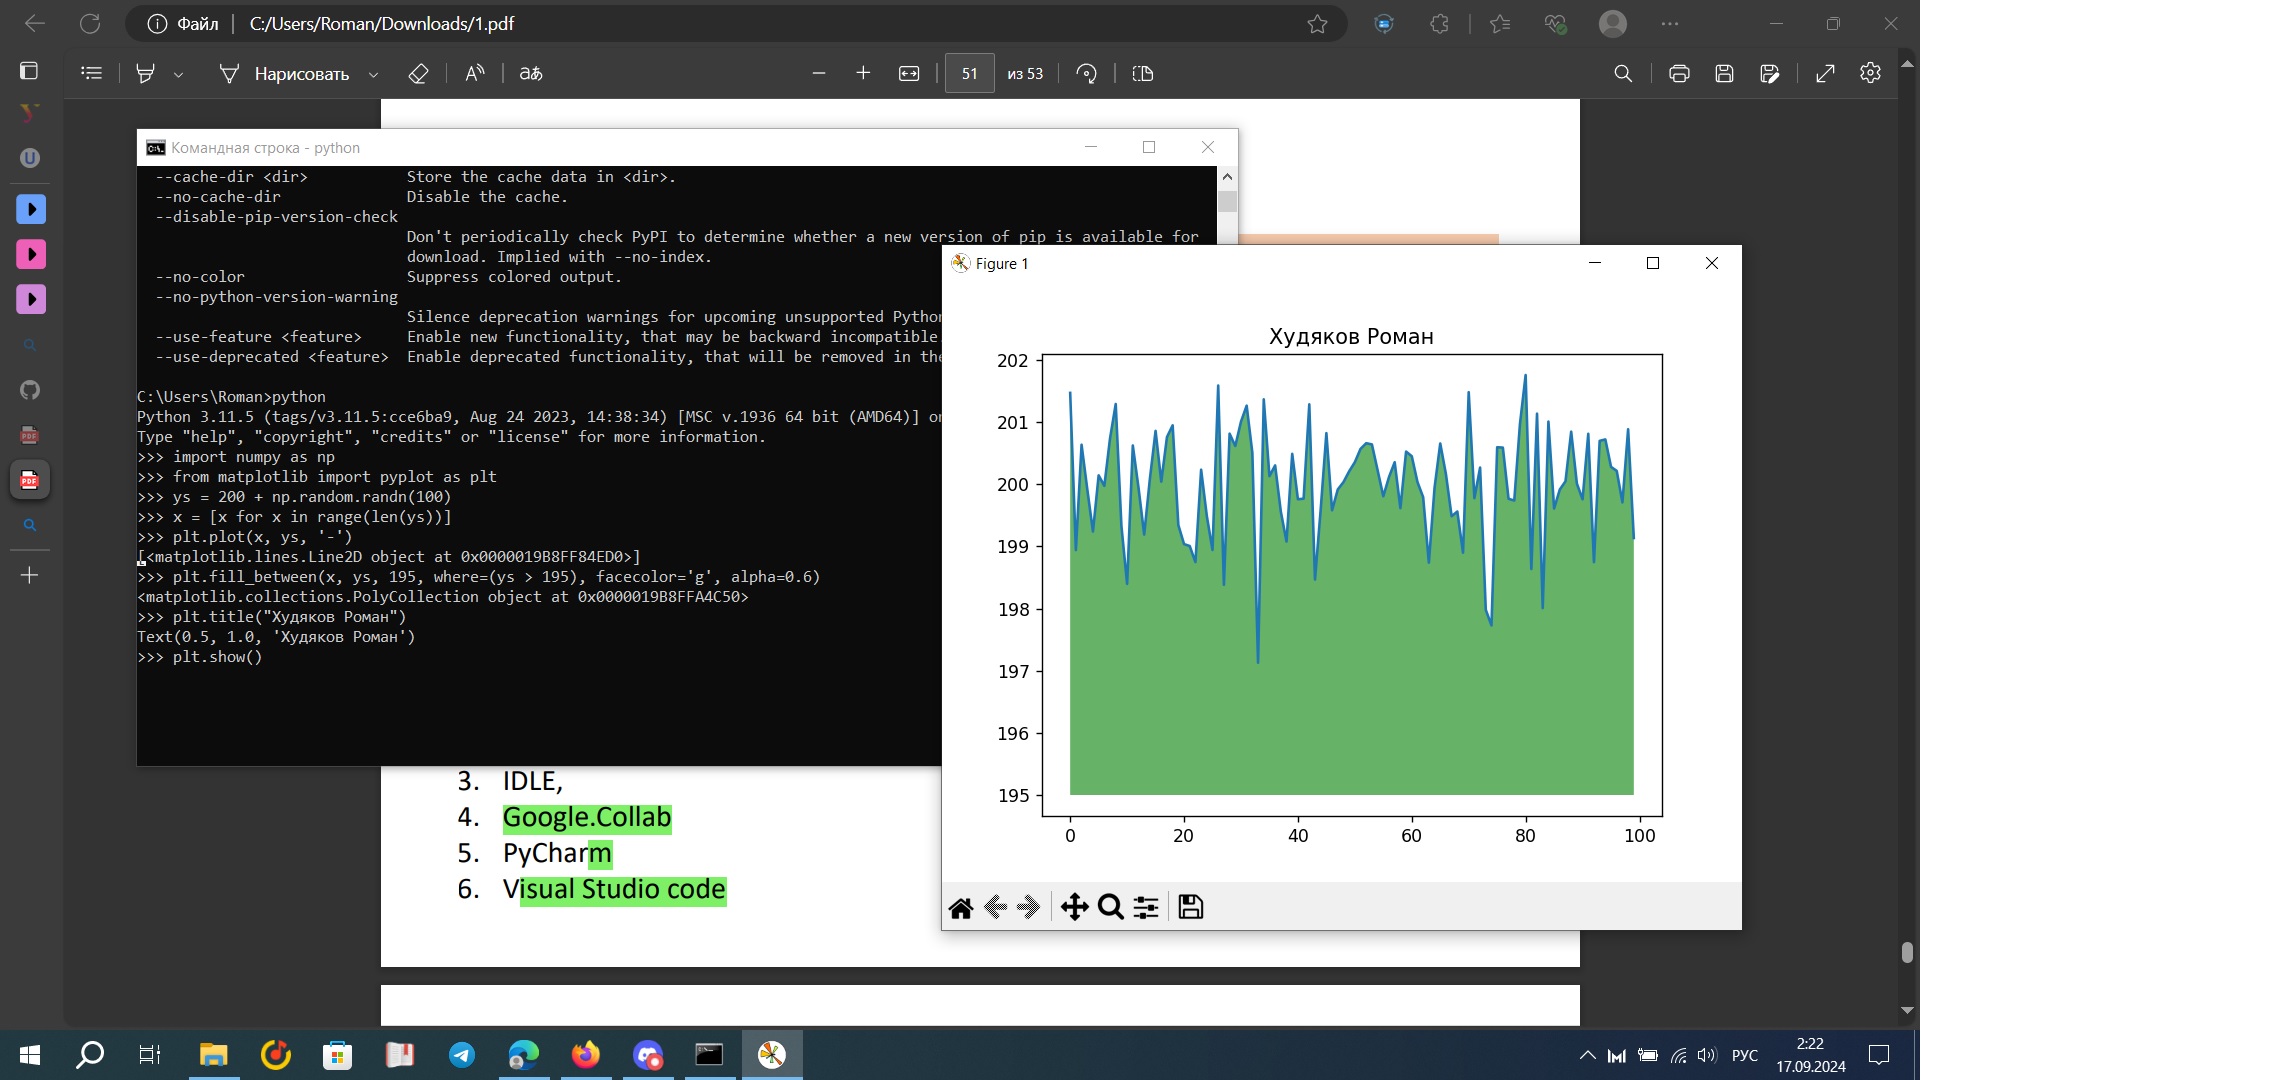 Файл
C:/Users/Roman/Downloads/1.pdf
Нарисовать
aあ
51 из 53
Командная строка - python
--cache-dir <dir> Store the cache data in <dir>.
--no-cache-dir Disable the cache.
--disable-pip-version-check
Don't periodically check PyPI to determine whether a new version of pip is available for
download. Implied with --no-index.
--no-color Suppress colored output.
--no-python-version-warning
Silence deprecation warnings for upcoming unsupported Python
--use-feature <feature> Enable new functionality, that may be backward incompatible.
--use-deprecated <feature> Enable deprecated functionality, that will be removed in the
C:\Users\Roman>python
Python 3.11.5 (tags/v3.11.5:cce6ba9, Aug 24 2023, 14:38:34) [MSC v.1936 64 bit (AMD64)] on
Type "help", "copyright", "credits" or "license" for more information.
>>> import numpy as np
>>> from matplotlib import pyplot as plt
>>> ys = 200 + np.random.randn(100)
>>> x = [x for x in range(len(ys))]
>>> plt.plot(x, ys, '-')
[<matplotlib.lines.Line2D object at 0x0000019B8FF84ED0>]
>>> plt.fill_between(x, ys, 195, where=(ys > 195), facecolor='g', alpha=0.6)
<matplotlib.collections.PolyCollection object at 0x0000019B8FFA4C50>
>>> plt.title("Худяков Роман")
Text(0.5, 1.0, 'Худяков Роман')
>>> plt.show()
Figure 1
Худяков Роман
202
201
200
199
198
197
196
195
0 20 40 60 80 100
3. IDLE,
4. Google.Collab
5. PyCharm
6. Visual Studio code
РУС
2:22
17.09.2024